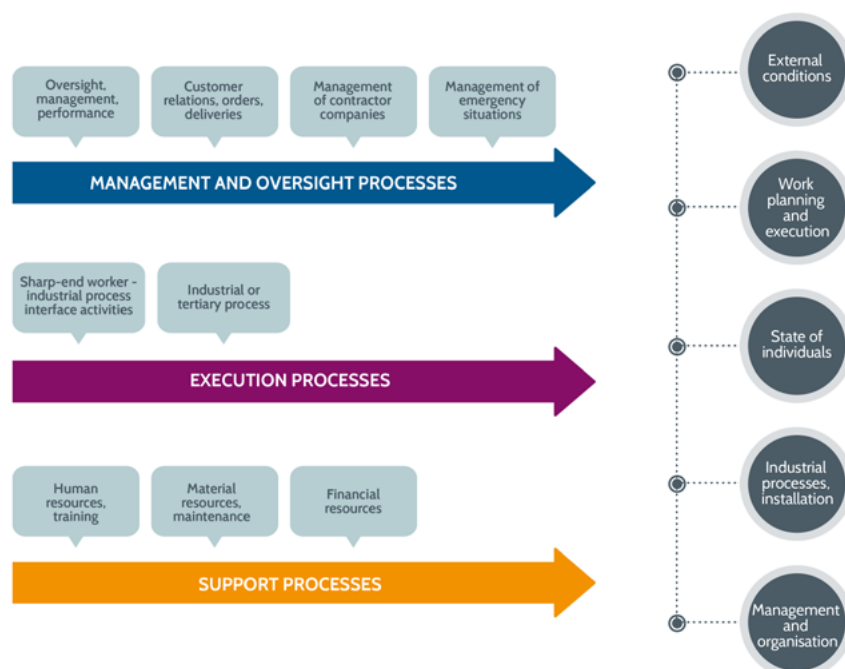 Oversight,
management,
performance
Customer
relations, orders,
deliveries
Management
of contractor
companies
Management of
emergency
situations
MANAGEMENT AND OVERSIGHT PROCESSES
Sharp-end worker -
industrial process
interface activities
Industrial or
tertiary process
EXECUTION PROCESSES
Human
resources,
training
Material
resources,
maintenance
Financial
resources
SUPPORT PROCESSES
External
conditions
Work
planning
and
execution
State of
individuals
Industrial
processes,
installation
Management
and
organisation